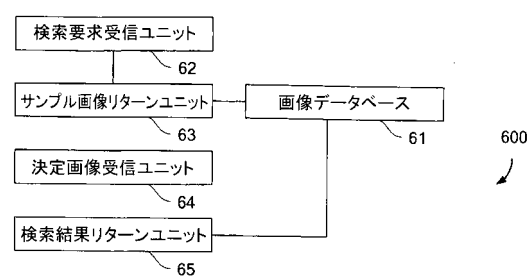 検索要求受信ユニット
62
サンプル画像リターンユニット
63
画像データベース
61
600
決定画像受信ユニット
64
検索結果リターンユニット
65